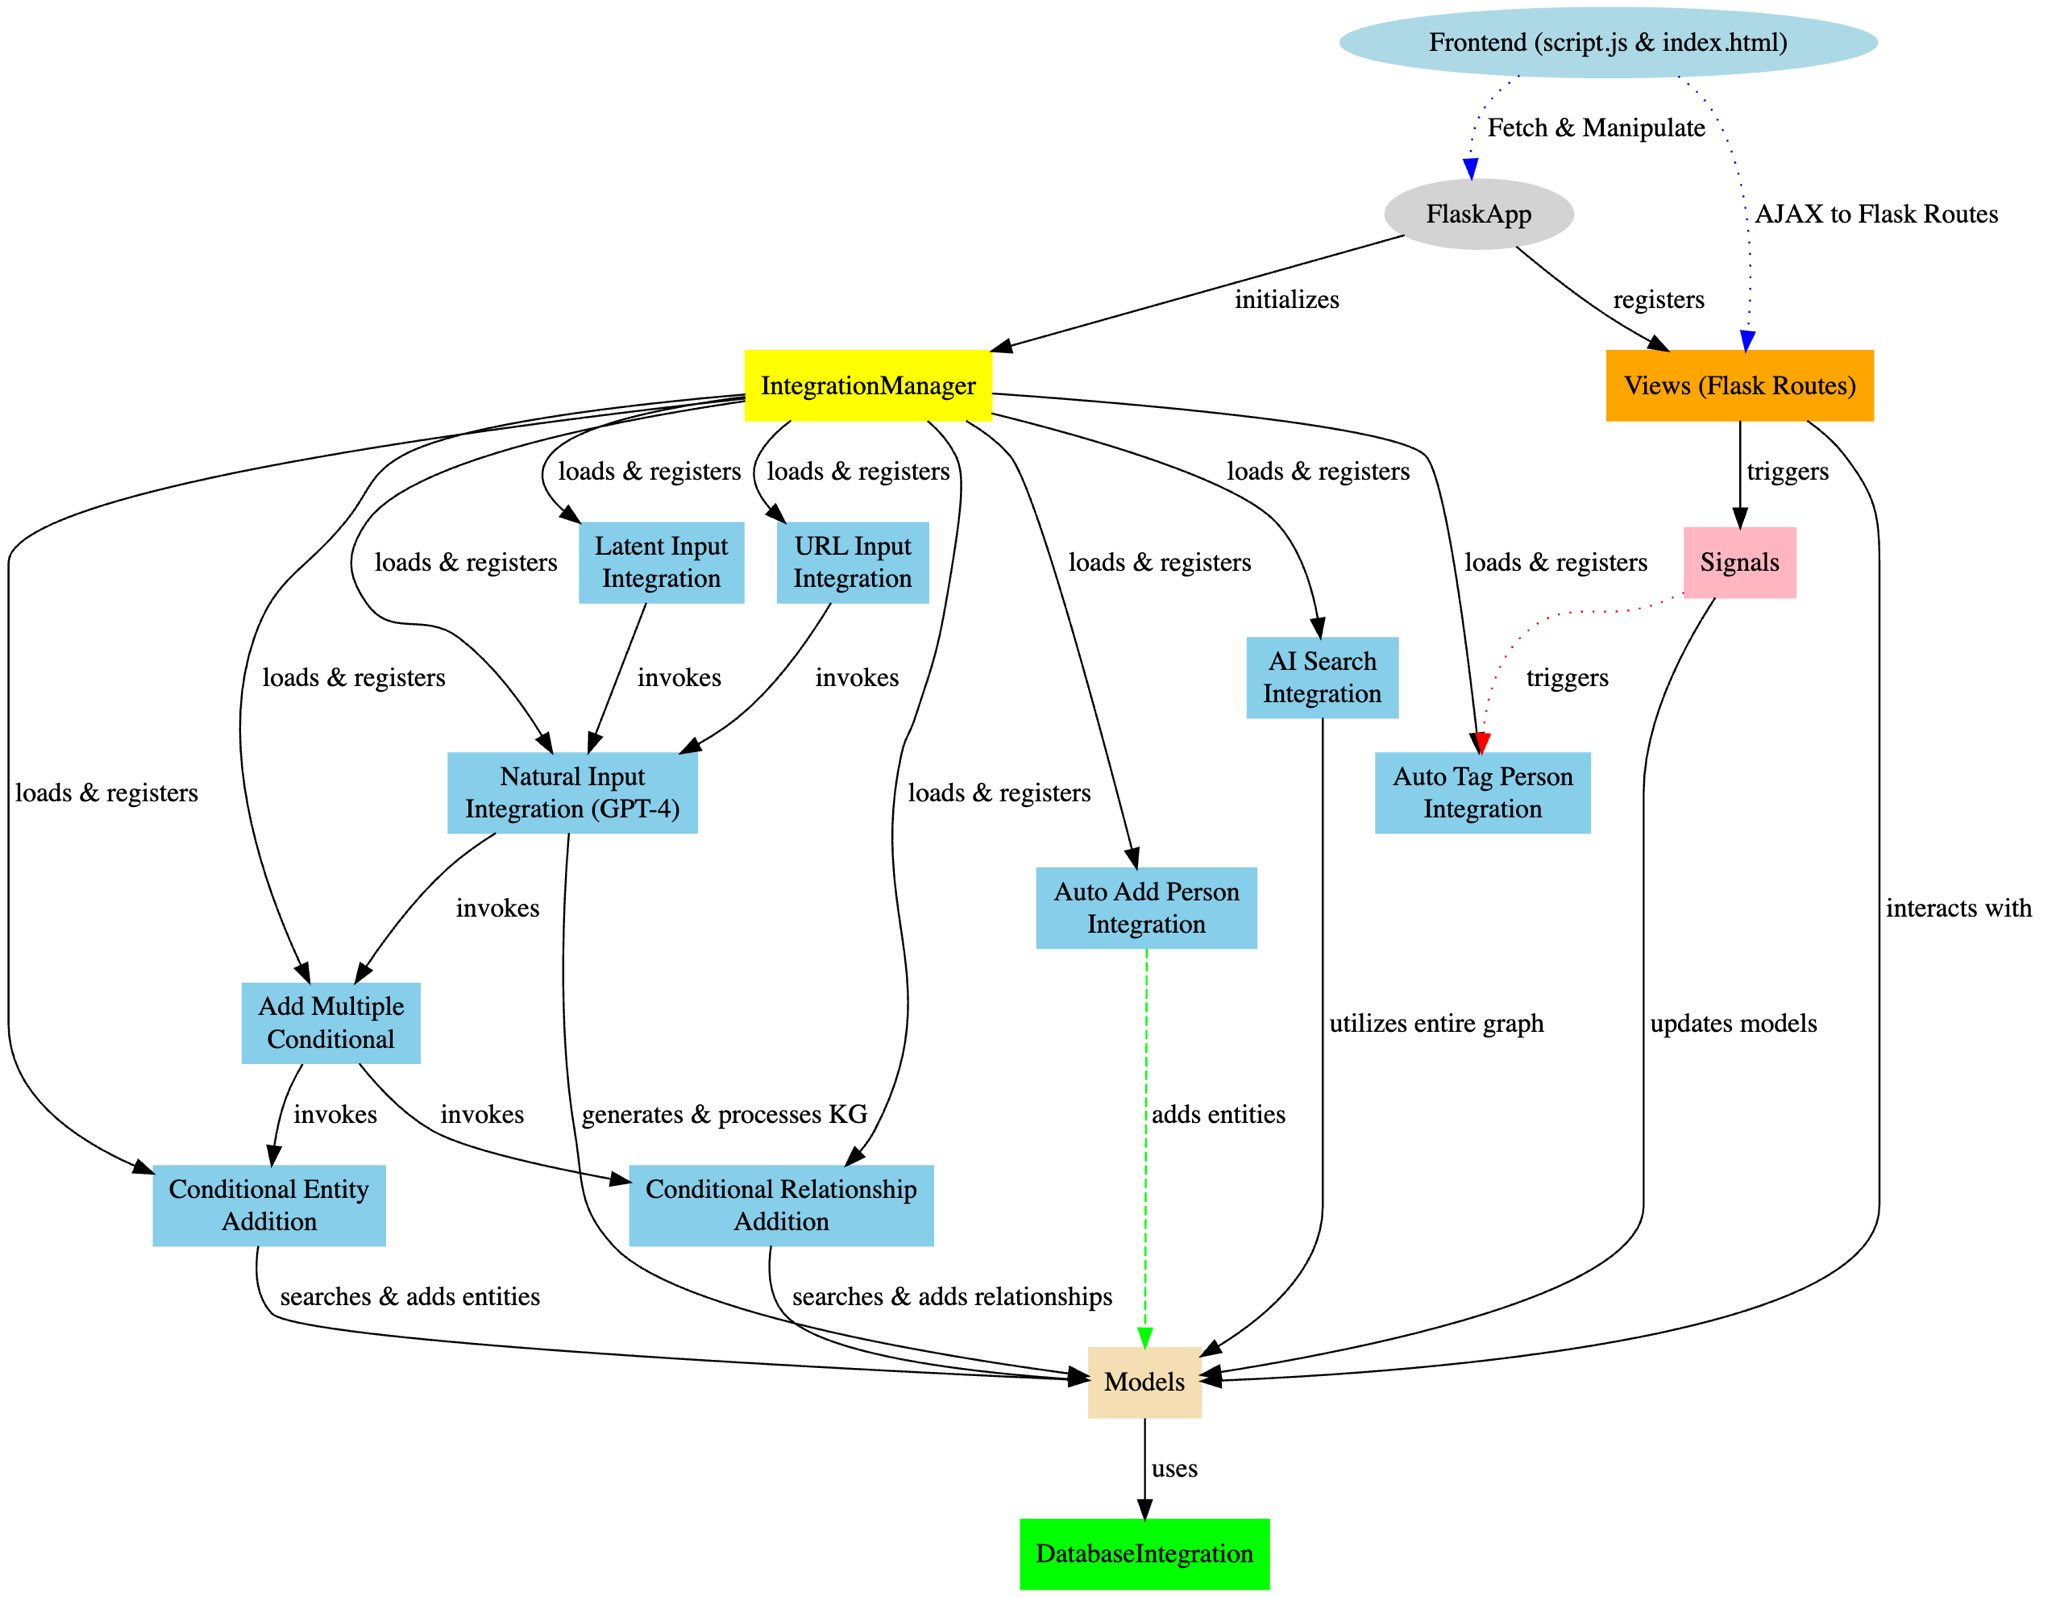 Frontend (script.js & index.html)
Fetch & Manipulate
FlaskApp
AJAX to Flask Routes
initializes
registers
IntegrationManager
Views (Flask Routes)
loads & registers
loads & registers
loads & registers
triggers
loads & registers
Latent Input
Integration
URL Input
Integration
loads & registers
loads & registers
Signals
loads & registers
invokes
invokes
AI Search
Integration
triggers
loads & registers
Natural Input
Integration (GPT-4)
loads & registers
Auto Tag Person
Integration
invokes
Auto Add Person
Integration
interacts with
Add Multiple
Conditional
utilizes entire graph
updates models
invokes
invokes
generates & processes KG
adds entities
Conditional Entity
Addition
Conditional Relationship
Addition
searches & adds entities
searches & adds relationships
Models
uses
DatabaseIntegration